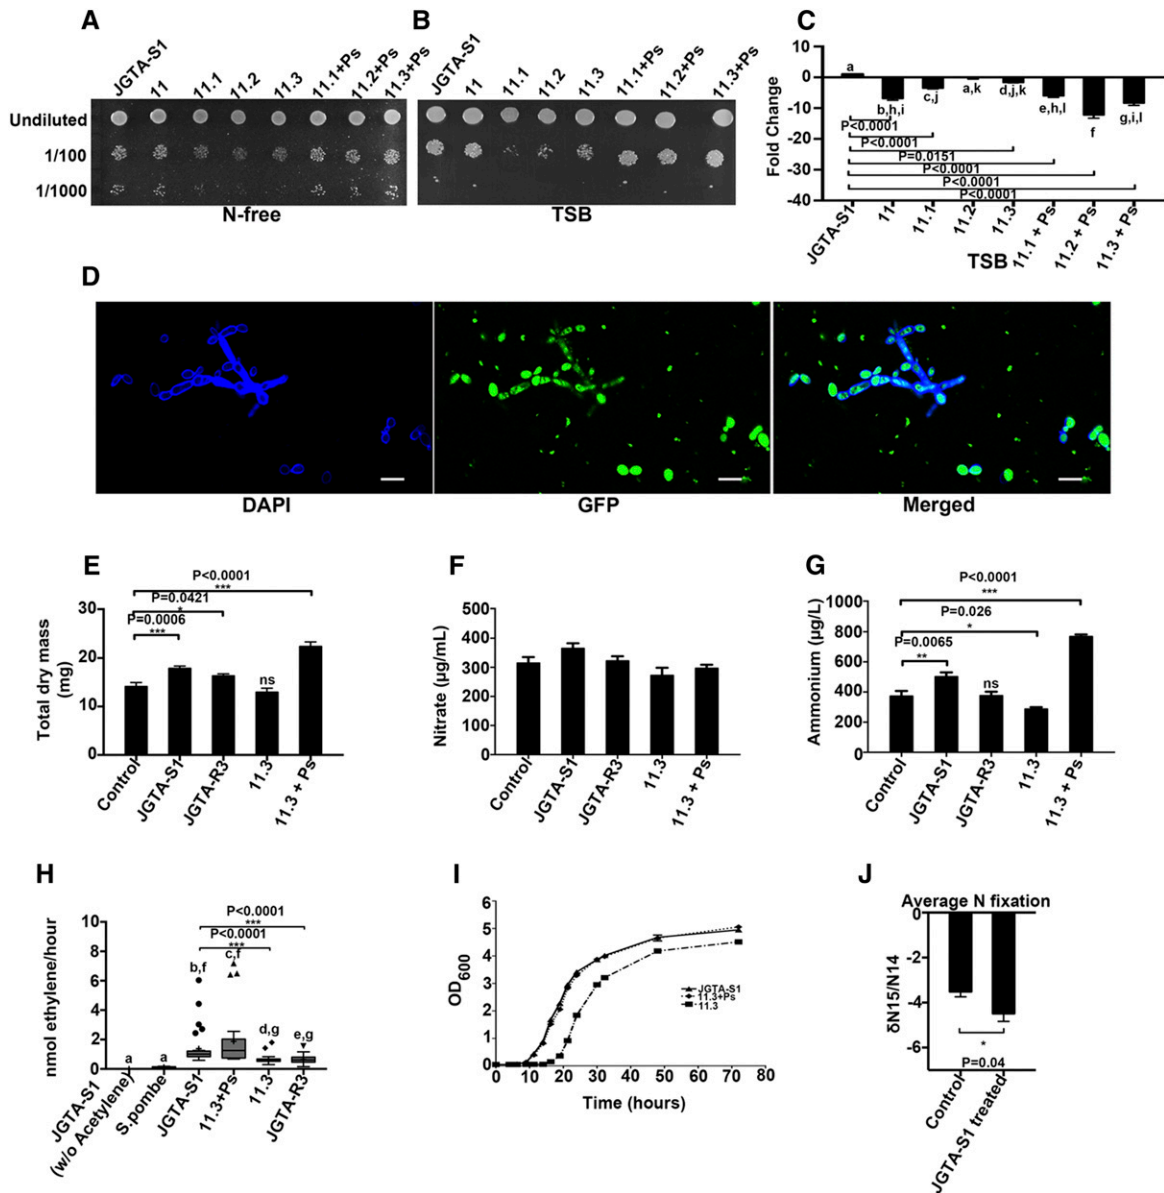 A
JGTA-S1
11
11.1
11.2
11.3
11.1+Ps
11.2+Ps
11.3+Ps
Undiluted
1/100
1/1000
N-free
B
JGTA-S1
11
11.1
11.2
11.3
11.1+Ps
11.2+Ps
11.3+Ps
TSB
C
Fold Change
10
0
-10
-20
-30
-40
a
b,h,i
c,j
a,k
d,j,k
e,h,l
f
g,i,l
P<0.0001
P<0.0001
P=0.0151
P<0.0001
P<0.0001
P<0.0001
JGTA-S1
11
11.1
11.2
11.3
11.1 + Ps
11.2 + Ps
11.3 + Ps
TSB
D
DAPI
GFP
Merged
E
Total dry mass
(mg)
30
20
10
0
P<0.0001
***
P=0.0421
*
P=0.0006
***
ns
Control
JGTA-S1
JGTA-R3
11.3
11.3 + Ps
F
Nitrate (µg/mL)
500
400
300
200
100
0
Control
JGTA-S1
JGTA-R3
11.3
11.3 + Ps
G
Ammonium (µg/L)
1000
800
600
400
200
0
P<0.0001
***
P=0.026
*
P=0.0065
**
ns
Control
JGTA-S1
JGTA-R3
11.3
11.3 + Ps
H
nmol ethylene/hour
10
8
6
4
2
0
P<0.0001
***
P<0.0001
***
a
a
b,f
c,f
d,g
e,g
JGTA-S1
(w/o Acetylene)
S.pombe
JGTA-S1
11.3+Ps
11.3
JGTA-R3
I
OD600
6
5
4
3
2
1
0
JGTA-S1
11.3+Ps
11.3
0 10 20 30 40 50 60 70 80
Time (hours)
J
Average N fixation
δN15/N14
0
-2
-4
-6
*
P=0.04
Control
JGTA-S1 treated